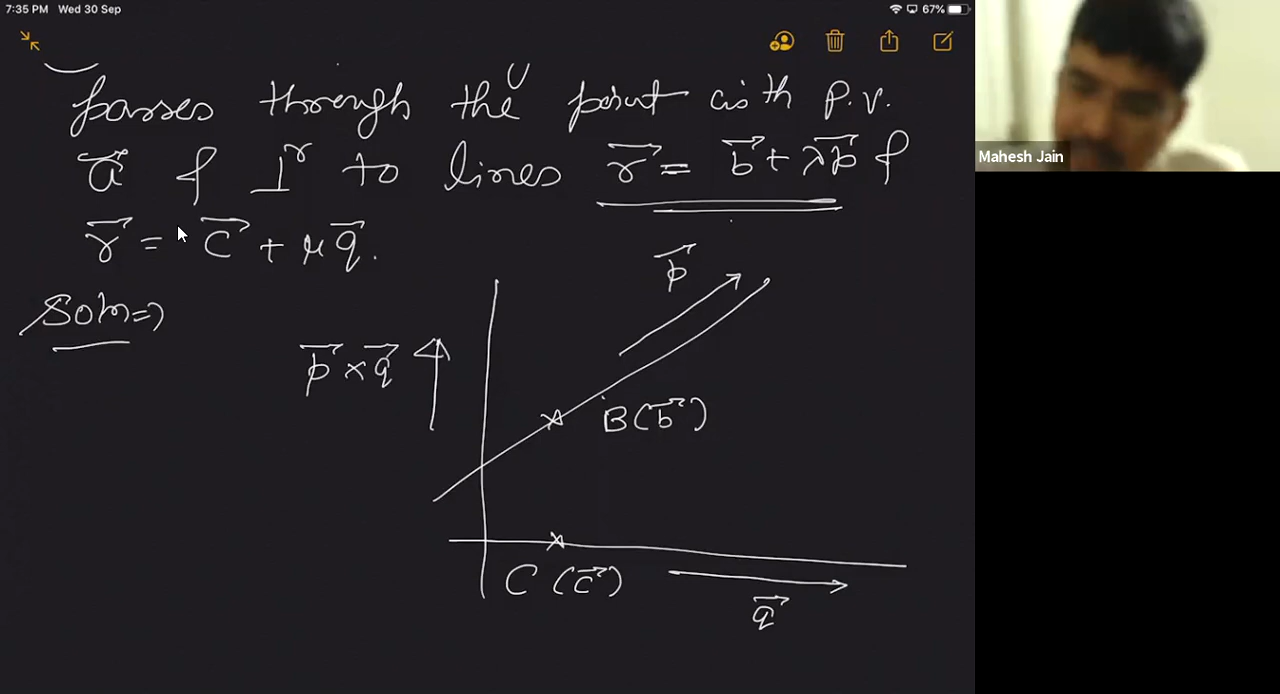 7:35 PM Wed 30 Sep 67%
passes through the point with p.v.
a⃗ & ⊥ʳ to lines r⃗ = b⃗ + λp⃗ &
r⃗ = c⃗ + μq⃗.
Soln⇒
p⃗
p⃗ × q⃗
B(b⃗)
C(c⃗)
q⃗
Mahesh Jain